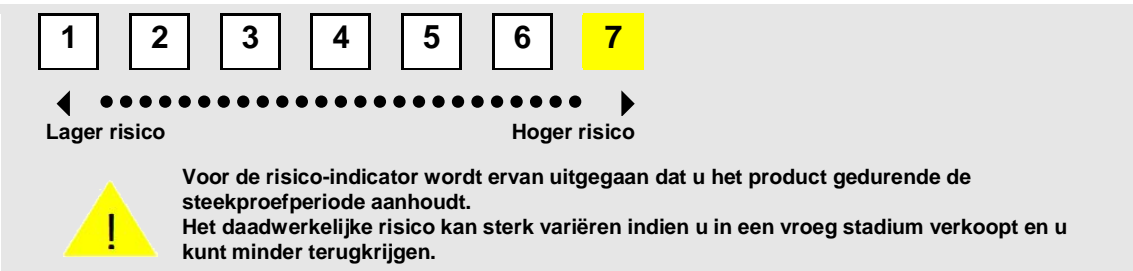 1 2 3 4 5 6 7
Lager risico Hoger risico
!
Voor de risico-indicator wordt ervan uitgegaan dat u het product gedurende de
steekproefperiode aanhoudt.
Het daadwerkelijke risico kan sterk variëren indien u in een vroeg stadium verkoopt en u
kunt minder terugkrijgen.